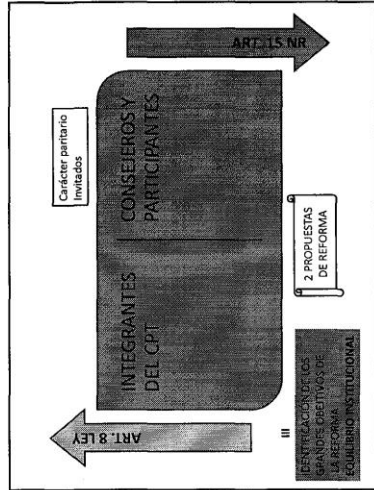 ART. 8 LEY
INTEGRANTES
DEL CPT
Carácter paritario
Invitados
CONSEJEROS Y
PARTICIPANTES
ART. 15 NR
III
IDENTIFICACIÓN DE LOS
GRANDES OBJETIVOS DE
LA REFORMA
EQUILIBRIO INSTITUCIONAL
2 PROPUESTAS
DE REFORMA